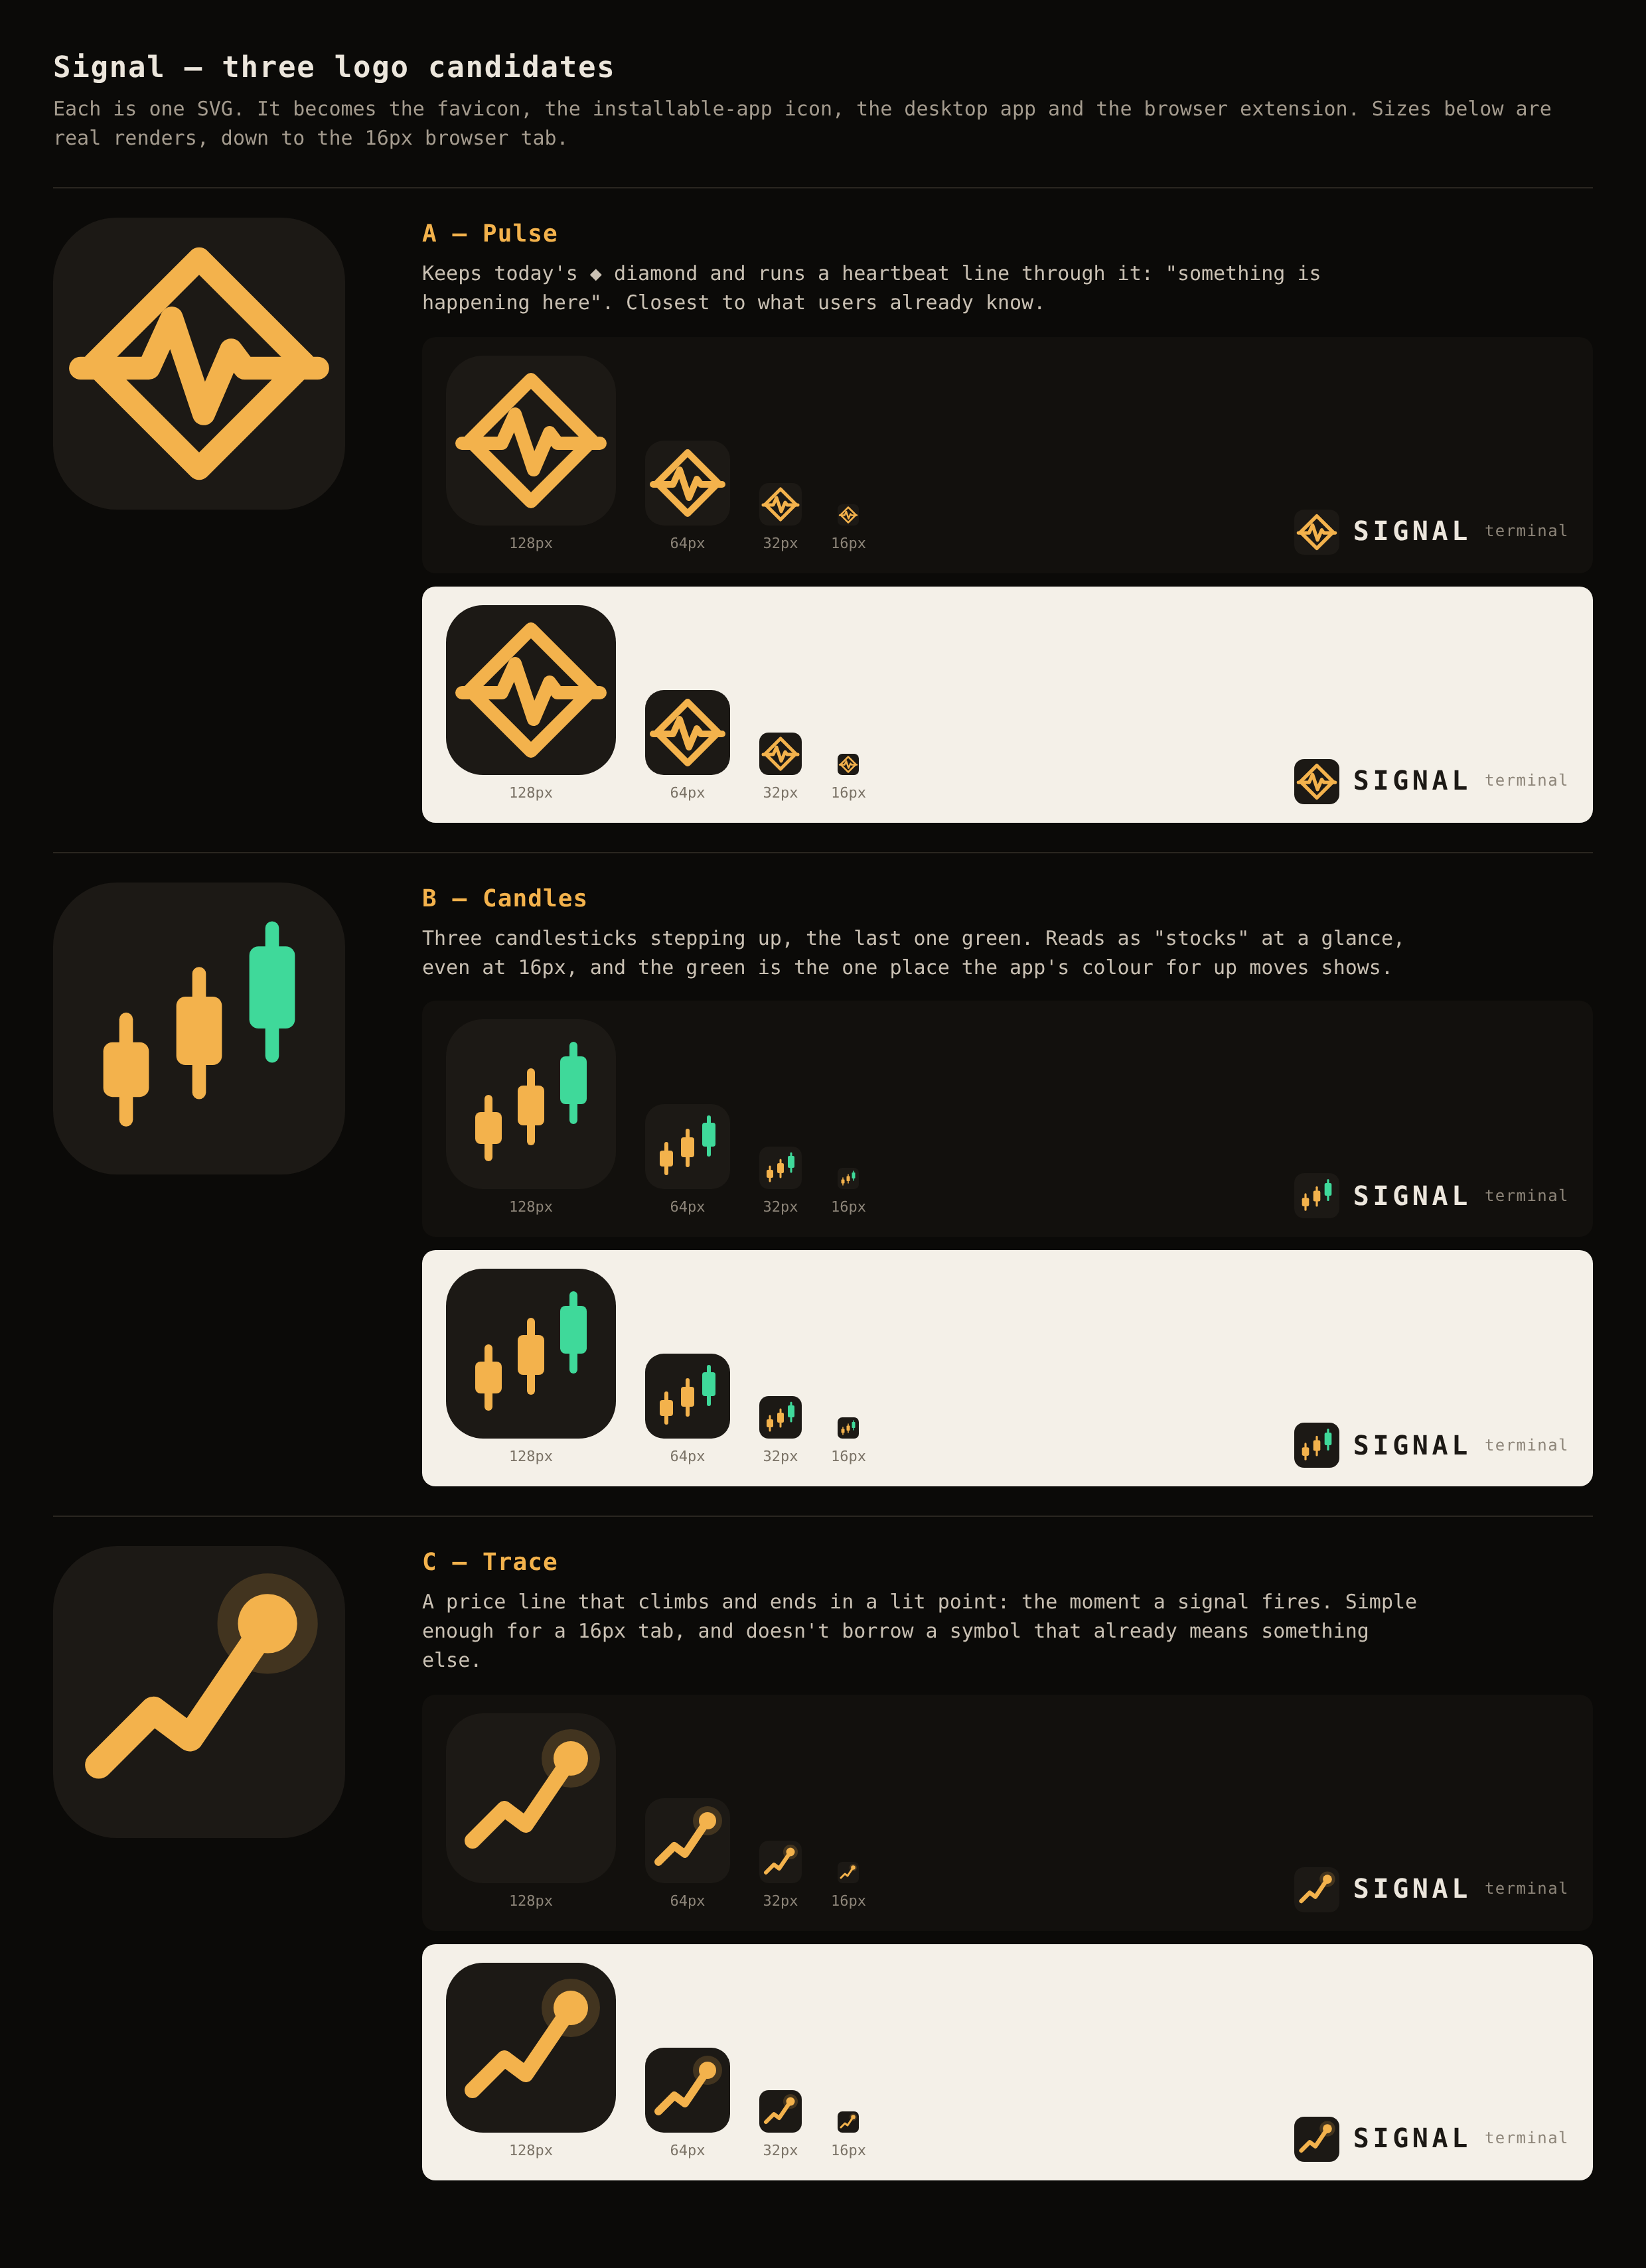 Signal — three logo candidates
Each is one SVG. It becomes the favicon, the installable-app icon, the desktop app and the browser extension. Sizes below are
real renders, down to the 16px browser tab.
A — Pulse
Keeps today's ◆ diamond and runs a heartbeat line through it: "something is
happening here". Closest to what users already know.
128px 64px 32px 16px SIGNAL terminal
128px 64px 32px 16px SIGNAL terminal
B — Candles
Three candlesticks stepping up, the last one green. Reads as "stocks" at a glance,
even at 16px, and the green is the one place the app's colour for up moves shows.
128px 64px 32px 16px SIGNAL terminal
128px 64px 32px 16px SIGNAL terminal
C — Trace
A price line that climbs and ends in a lit point: the moment a signal fires. Simple
enough for a 16px tab, and doesn't borrow a symbol that already means something
else.
128px 64px 32px 16px SIGNAL terminal
128px 64px 32px 16px SIGNAL terminal